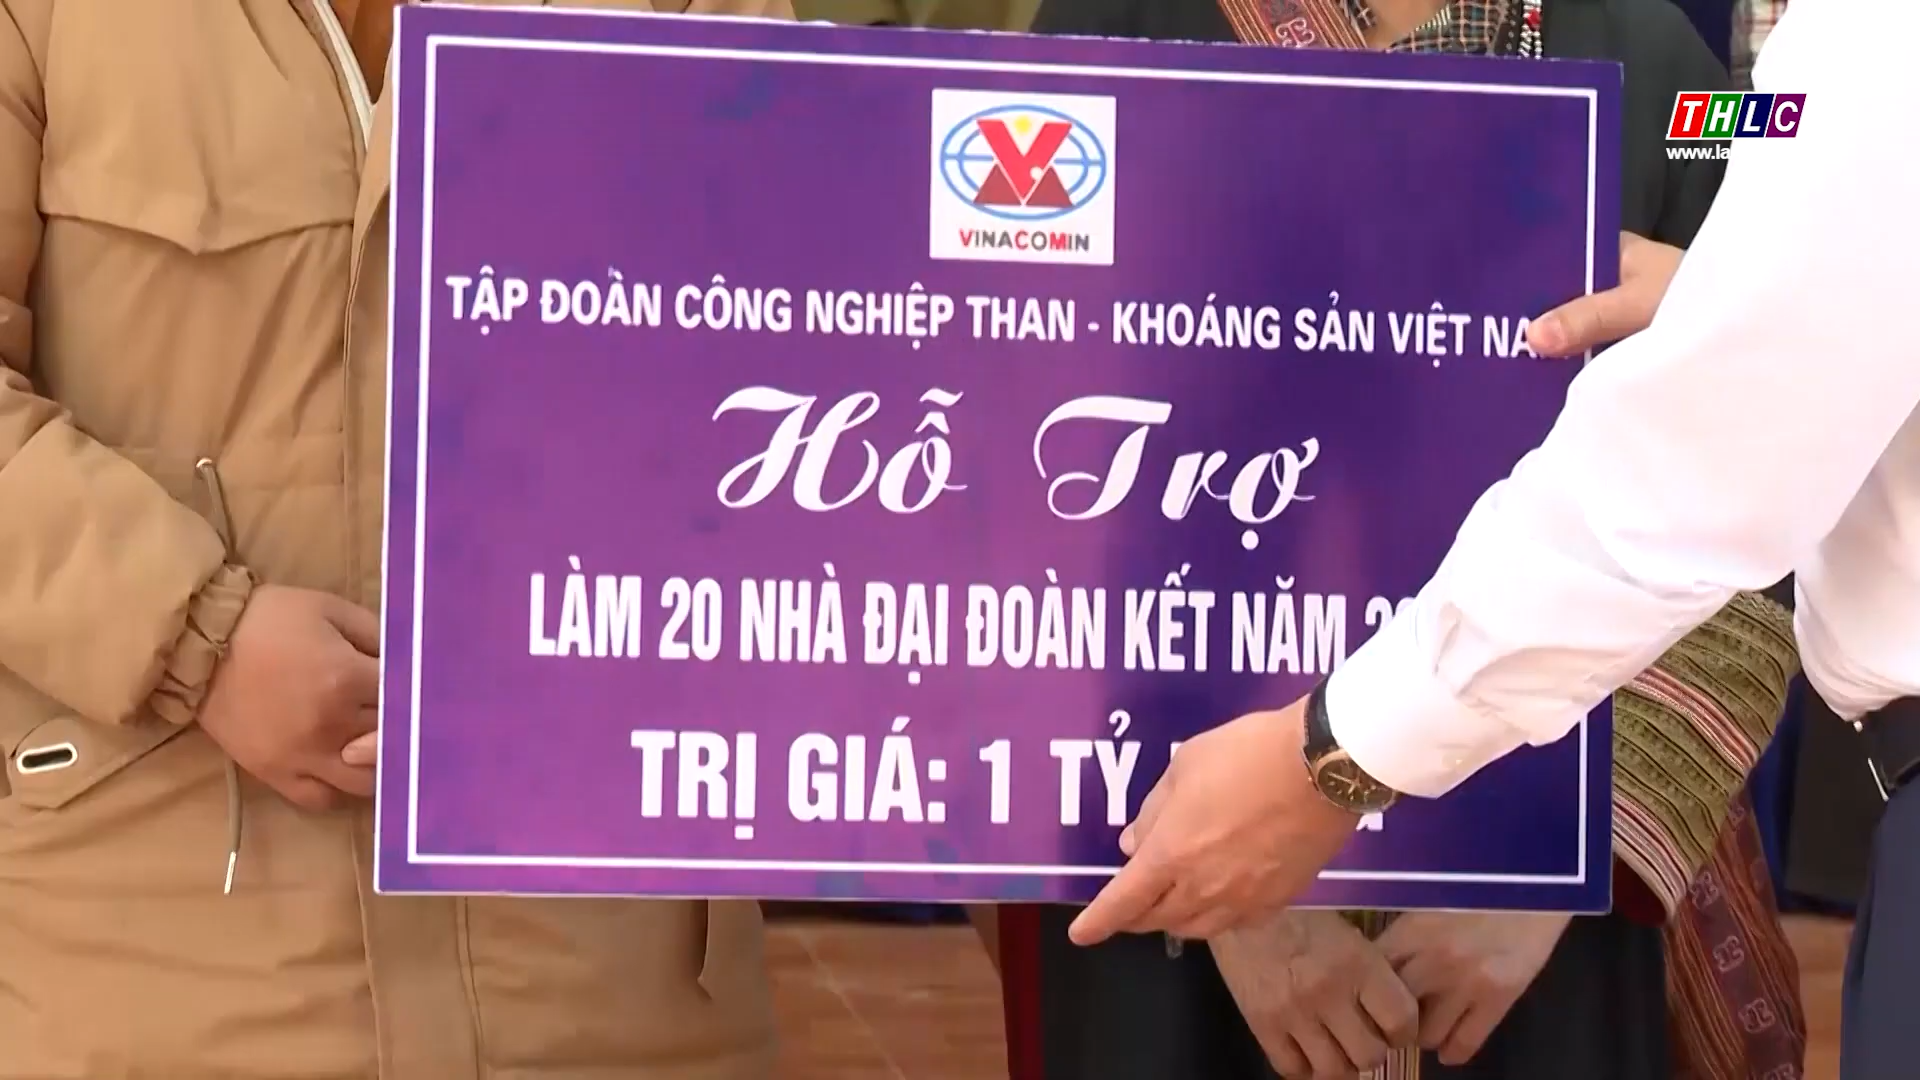 THLC
VINACOMIN
TẬP ĐOÀN CÔNG NGHIỆP THAN - KHOÁNG SẢN VIỆT
Hỗ Trợ
LÀM 20 NHÀ ĐẠI ĐOÀN KẾT NĂM
TRỊ GIÁ: 1 TỶ